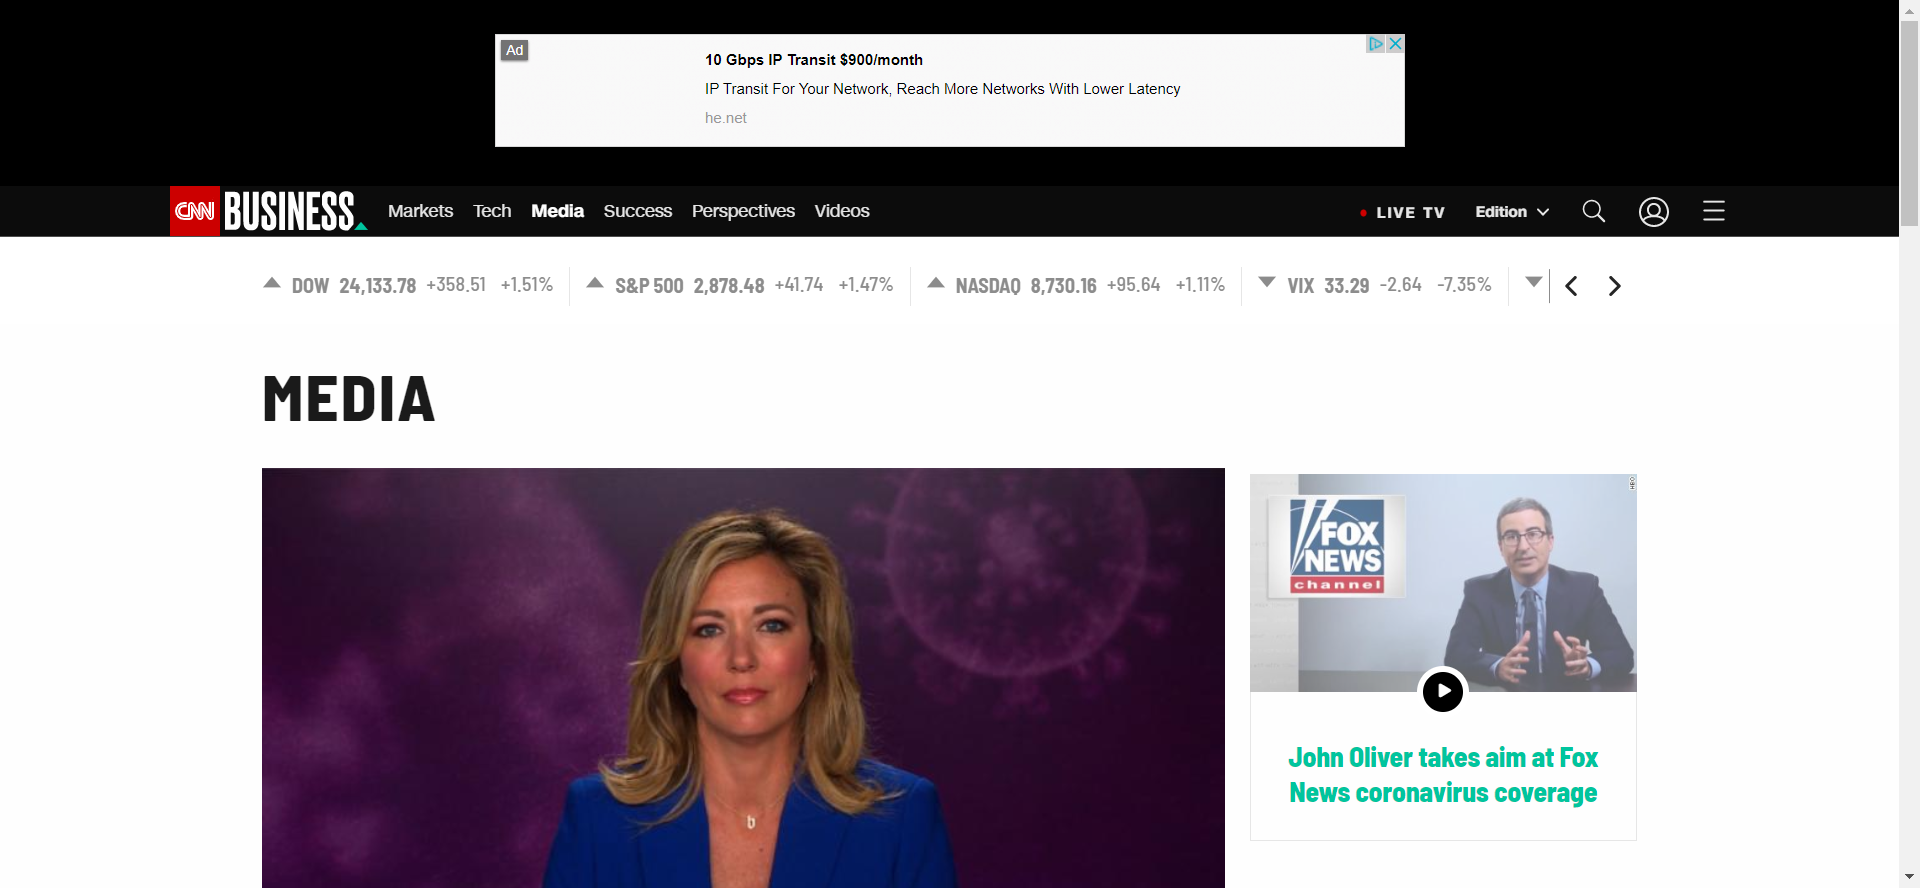 Ad
10 Gbps IP Transit $900/month
IP Transit For Your Network, Reach More Networks With Lower Latency
he.net
CNN BUSINESS Markets Tech Media Success Perspectives Videos LIVE TV Edition
DOW 24,133.78 +358.51 +1.51% S&P 500 2,878.48 +41.74 +1.47% NASDAQ 8,730.16 +95.64 +1.11% VIX 33.29 -2.64 -7.35%
MEDIA
HBO
FOX
NEWS
channel
b
John Oliver takes aim at Fox
News coronavirus coverage